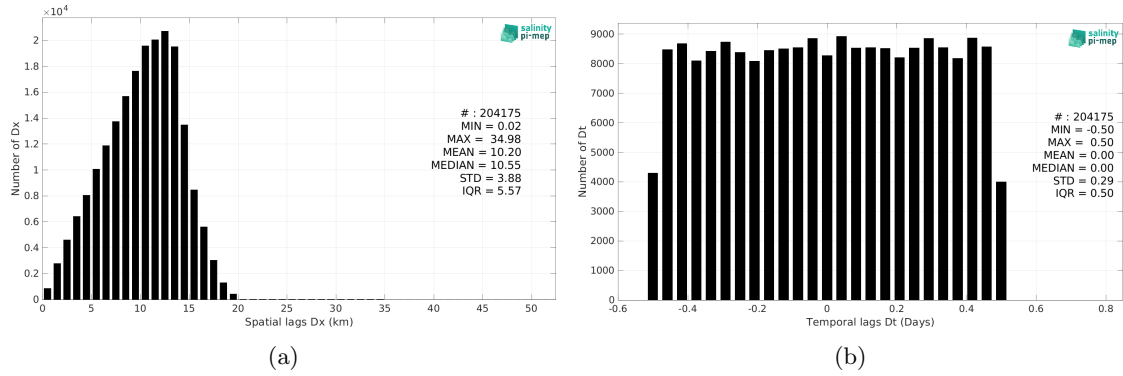 ×10⁴
2
1.8
1.6
1.4
1.2
1
0.8
0.6
0.4
0.2
0
Number of Dx
0 5 10 15 20 25 30 35 40 45 50
Spatial lags Dx (km)
salinity
pi-mep
# : 204175
MIN = 0.02
MAX = 34.98
MEAN = 10.20
MEDIAN = 10.55
STD = 3.88
IQR = 5.57
(a)
9000
8000
7000
6000
5000
4000
3000
2000
1000
0
Number of Dt
-0.6 -0.4 -0.2 0 0.2 0.4 0.6 0.8
Temporal lags Dt (Days)
salinity
pi-mep
# : 204175
MIN = -0.50
MAX = 0.50
MEAN = 0.00
MEDIAN = 0.00
STD = 0.29
IQR = 0.50
(b)